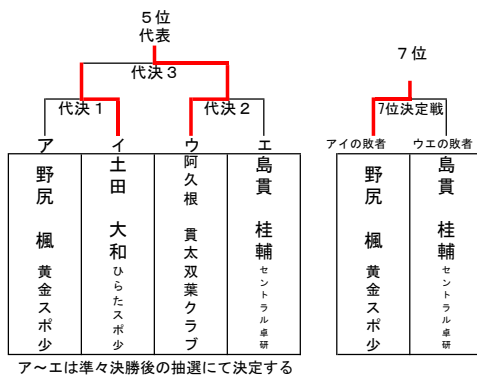 5位
代表
代決3
代決1
代決2
ア
イ
ウ
エ
野尻 楓 黄金スポ少
土田 大和 ひらたスポ少
阿久根 貫太 双葉クラブ
島貫 桂輔 セントラル卓研
ア～エは準々決勝後の抽選にて決定する
7位
7位決定戦
アイの敗者
ウエの敗者
野尻 楓 黄金スポ少
島貫 桂輔 セントラル卓研